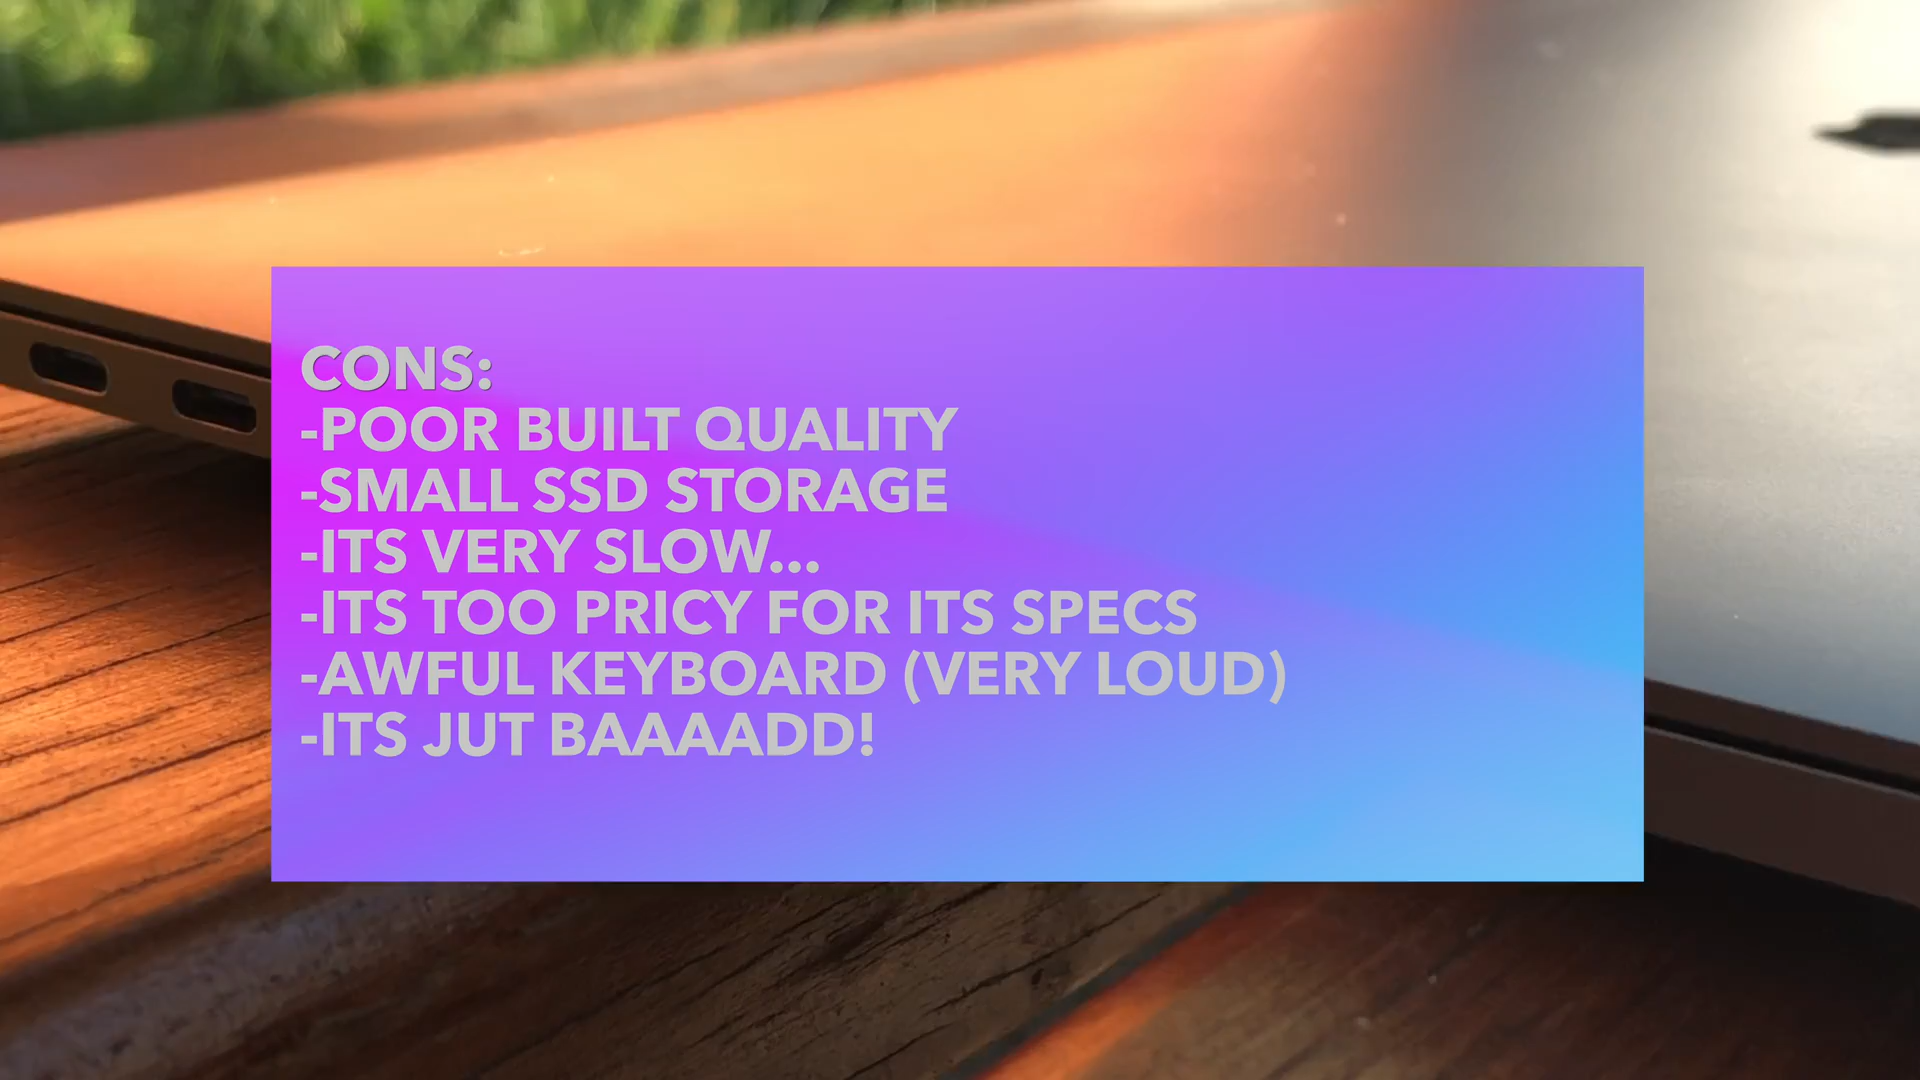 CONS:
-POOR BUILT QUALITY
-SMALL SSD STORAGE
-ITS VERY SLOW...
-ITS TOO PRICY FOR ITS SPECS
-AWFUL KEYBOARD (VERY LOUD)
-ITS JUT BAAAADD!